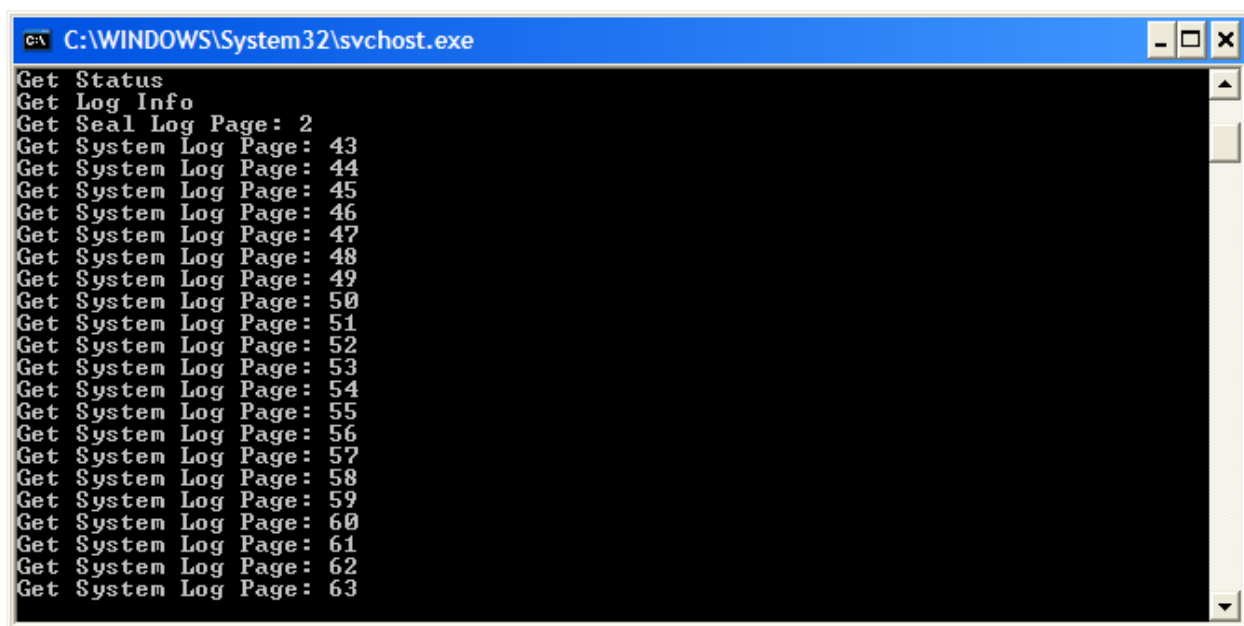 C:\WINDOWS\System32\svchost.exe
Get Status
Get Log Info
Get Seal Log Page: 2
Get System Log Page: 43
Get System Log Page: 44
Get System Log Page: 45
Get System Log Page: 46
Get System Log Page: 47
Get System Log Page: 48
Get System Log Page: 49
Get System Log Page: 50
Get System Log Page: 51
Get System Log Page: 52
Get System Log Page: 53
Get System Log Page: 54
Get System Log Page: 55
Get System Log Page: 56
Get System Log Page: 57
Get System Log Page: 58
Get System Log Page: 59
Get System Log Page: 60
Get System Log Page: 61
Get System Log Page: 62
Get System Log Page: 63